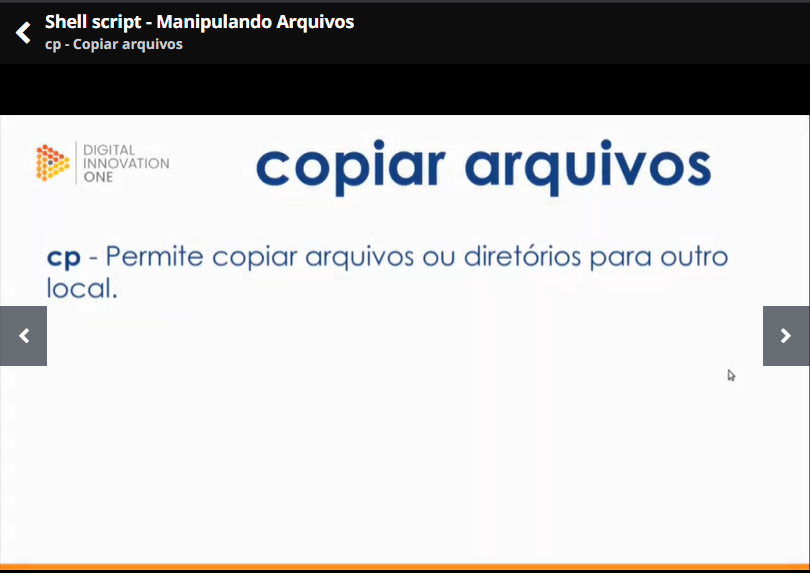 Shell script - Manipulando Arquivos
cp - Copiar arquivos
DIGITAL
INNOVATION
ONE
copiar arquivos
cp - Permite copiar arquivos ou diretórios para outro
local.